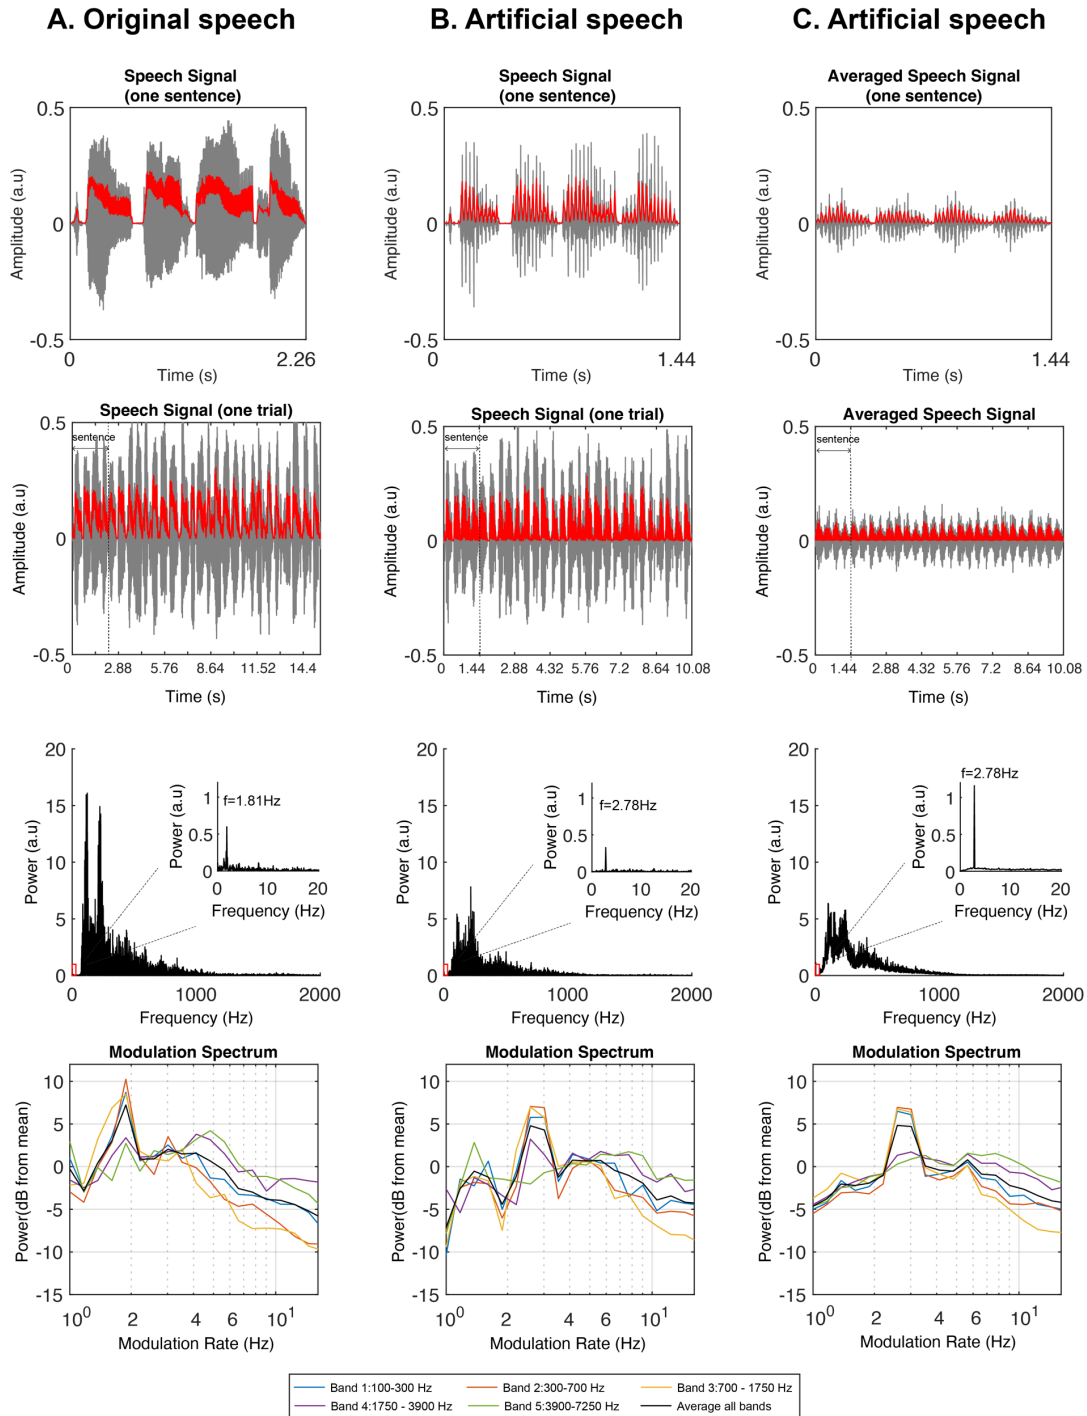 A. Original speech
B. Artificial speech
C. Artificial speech
Speech Signal
(one sentence)
0.5
0
-0.5
Amplitude (a.u)
0
2.26
Time (s)
Speech Signal
(one sentence)
0.5
0
-0.5
Amplitude (a.u)
0
1.44
Time (s)
Averaged Speech Signal
(one sentence)
0.5
0
-0.5
Amplitude (a.u)
0
1.44
Time (s)
Speech Signal (one trial)
0.5
sentence
0
-0.5
Amplitude (a.u)
0 2.88 5.76 8.64 11.52 14.4
Time (s)
Speech Signal (one trial)
0.5
sentence
0
-0.5
Amplitude (a.u)
0 1.44 2.88 4.32 5.76 7.2 8.64 10.08
Time (s)
Averaged Speech Signal
0.5
sentence
0
-0.5
Amplitude (a.u)
0 1.44 2.88 4.32 5.76 7.2 8.64 10.08
Time (s)
20
15
10
5
0
Power (a.u)
0 1000 2000
Frequency (Hz)
f=1.81Hz
1
0.5
0
Power (a.u)
0 10 20
Frequency (Hz)
20
15
10
5
0
Power (a.u)
0 1000 2000
Frequency (Hz)
f=2.78Hz
1
0.5
0
Power (a.u)
0 10 20
Frequency (Hz)
20
15
10
5
0
Power (a.u)
0 1000 2000
Frequency (Hz)
f=2.78Hz
1
0.5
0
Power (a.u)
0 10 20
Frequency (Hz)
Modulation Spectrum
10
5
0
-5
-10
-15
Power(dB from mean)
10⁰ 2 4 6 10¹
Modulation Rate (Hz)
Modulation Spectrum
10
5
0
-5
-10
-15
Power(dB from mean)
10⁰ 2 4 6 10¹
Modulation Rate (Hz)
Modulation Spectrum
10
5
0
-5
-10
-15
Power(dB from mean)
10⁰ 2 4 6 10¹
Modulation Rate (Hz)
Band 1:100-300 Hz Band 2:300-700 Hz Band 3:700 - 1750 Hz
Band 4:1750 - 3900 Hz Band 5:3900-7250 Hz Average all bands